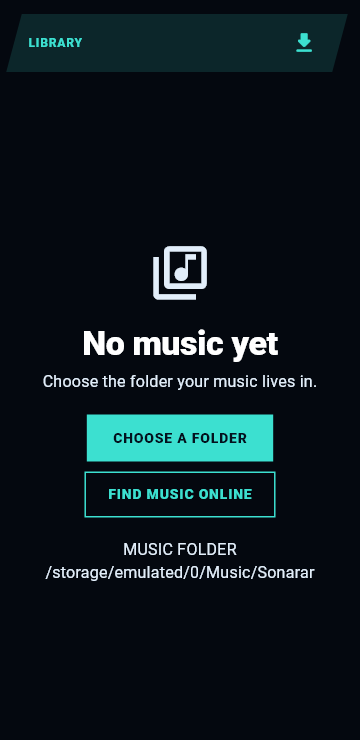 LIBRARY
No music yet
Choose the folder your music lives in.
CHOOSE A FOLDER
FIND MUSIC ONLINE
MUSIC FOLDER
/storage/emulated/0/Music/Sonarar